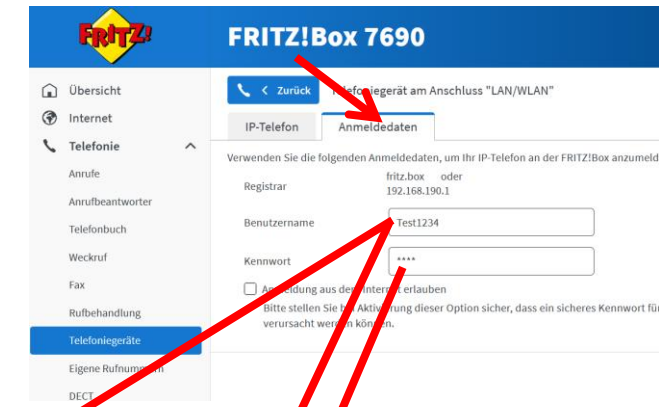 FRITZ!
FRITZ!Box 7690
Übersicht
Internet
Telefonie
Anrufe
Anrufbeantworter
Telefonbuch
Weckruf
Fax
Rufbehandlung
Telefoniegeräte
Eigene Rufnummern
DECT
Zurück
Telefoniegerät am Anschluss "LAN/WLAN"
IP-Telefon Anmeldedaten
Verwenden Sie die folgenden Anmeldedaten, um Ihr IP-Telefon an der FRITZ!Box anzumeld
Registrar fritz.box oder
192.168.190.1
Benutzername Test1234
Kennwort ****
Anmeldung aus dem Internet erlauben
Bitte stellen Sie bei Aktivierung dieser Option sicher, dass ein sicheres Kennwort für
verursacht werden können.